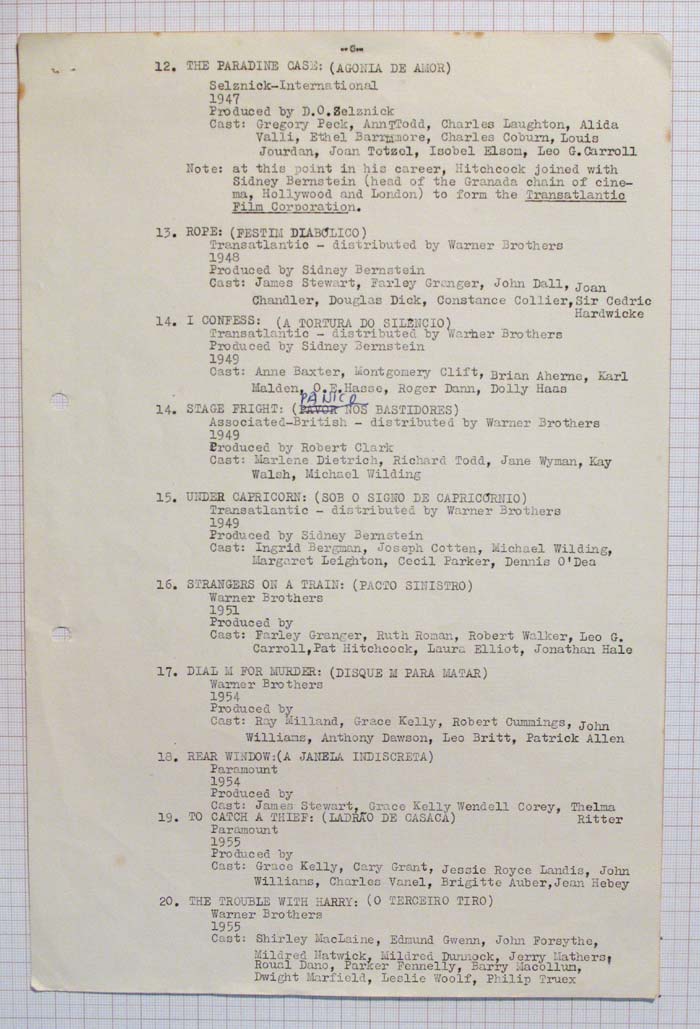 -6-
12. THE PARADINE CASE: (AGONIA DE AMOR)
Selznick-International
1947
Produced by D.O.Selznick
Cast: Gregory Peck, Ann Todd, Charles Laughton, Alida
Valli, Ethel Barrymore, Charles Coburn, Louis
Jourdan, Joan Totzel, Isobel Elsom, Leo G.Carroll
Note: at this point in his career, Hitchcock joined with
Sidney Bernstein (head of the Granada chain of cine-
ma, Hollywood and London) to form the Transatlantic
Film Corporation.
13. ROPE: (FESTIM DIABÓLICO)
Transatlantic - distributed by Warner Brothers
1948
Produced by Sidney Bernstein
Cast: James Stewart, Farley Granger, John Dall, Joan
Chandler, Douglas Dick, Constance Collier, Sir Cedric
Hardwicke
14. I CONFESS: (A TORTURA DO SILÊNCIO)
Transatlantic - distributed by Warner Brothers
Produced by Sidney Bernstein
1949
Cast: Anne Baxter, Montgomery Clift, Brian Aherne, Karl
Malden, O.E.Hasse, Roger Dann, Dolly Haas
PÂNICO
14. STAGE FRIGHT: (PAVOR NOS BASTIDORES)
Associated-British - distributed by Warner Brothers
1949
Produced by Robert Clark
Cast: Marlene Dietrich, Richard Todd, Jane Wyman, Kay
Walsh, Michael Wilding
15. UNDER CAPRICORN: (SOB O SIGNO DE CAPRICÓRNIO)
Transatlantic - distributed by Warner Brothers
1949
Produced by Sidney Bernstein
Cast: Ingrid Bergman, Joseph Cotten, Michael Wilding,
Margaret Leighton, Cecil Parker, Dennis O'Dea
16. STRANGERS ON A TRAIN: (PACTO SINISTRO)
Warner Brothers
1951
Produced by
Cast: Farley Granger, Ruth Roman, Robert Walker, Leo G.
Carroll,Pat Hitchcock, Laura Elliot, Jonathan Hale
17. DIAL M FOR MURDER: (DISQUE M PARA MATAR)
Warner Brothers
1954
Produced by
Cast: Ray Milland, Grace Kelly, Robert Cummings, John
Williams, Anthony Dawson, Leo Britt, Patrick Allen
18. REAR WINDOW:(A JANELA INDISCRETA)
Paramount
1954
Produced by
Cast: James Stewart, Grace Kelly Wendell Corey, Thelma
Ritter
19. TO CATCH A THIEF: (LADRÃO DE CASACA)
Paramount
1955
Produced by
Cast: Grace Kelly, Cary Grant, Jessie Royce Landis, John
Williams, Charles Vanel, Brigitte Auber,Jean Hebey
20. THE TROUBLE WITH HARRY: (O TERCEIRO TIRO)
Warner Brothers
1955
Cast: Shirley MacLaine, Edmund Gwenn, John Forsythe,
Mildred Natwick, Mildred Dunnock, Jerry Mathers,
Roual Dano, Parker Fennelly, Barry Macollum,
Dwight Marfield, Leslie Woolf, Philip Truex